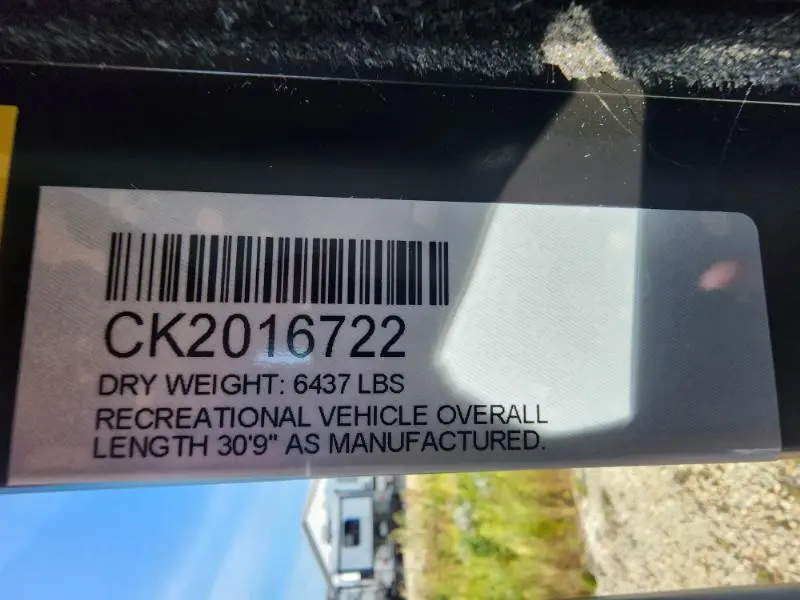 CK2016722
DRY WEIGHT: 6437 LBS
RECREATIONAL VEHICLE OVERALL
LENGTH 30'9" AS MANUFACTURED.